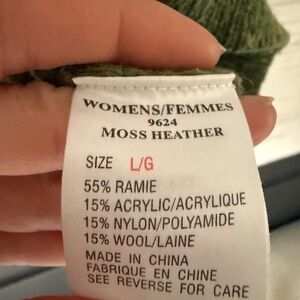 WOMENS/FEMMES
9624
MOSS HEATHER
SIZE L/G
55% RAMIE
15% ACRYLIC/ACRYLIQUE
15% NYLON/POLYAMIDE
15% WOOL/LAINE
MADE IN CHINA
FABRIQUE EN CHINE
SEE REVERSE FOR CARE